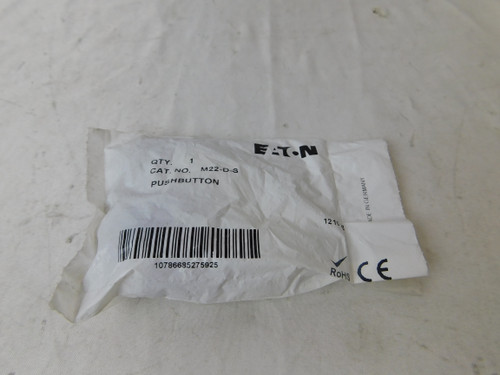 EATON
QTY. 1
CAT. NO. M22-D-S
PUSHBUTTON
10786685275925
RoHS
CE